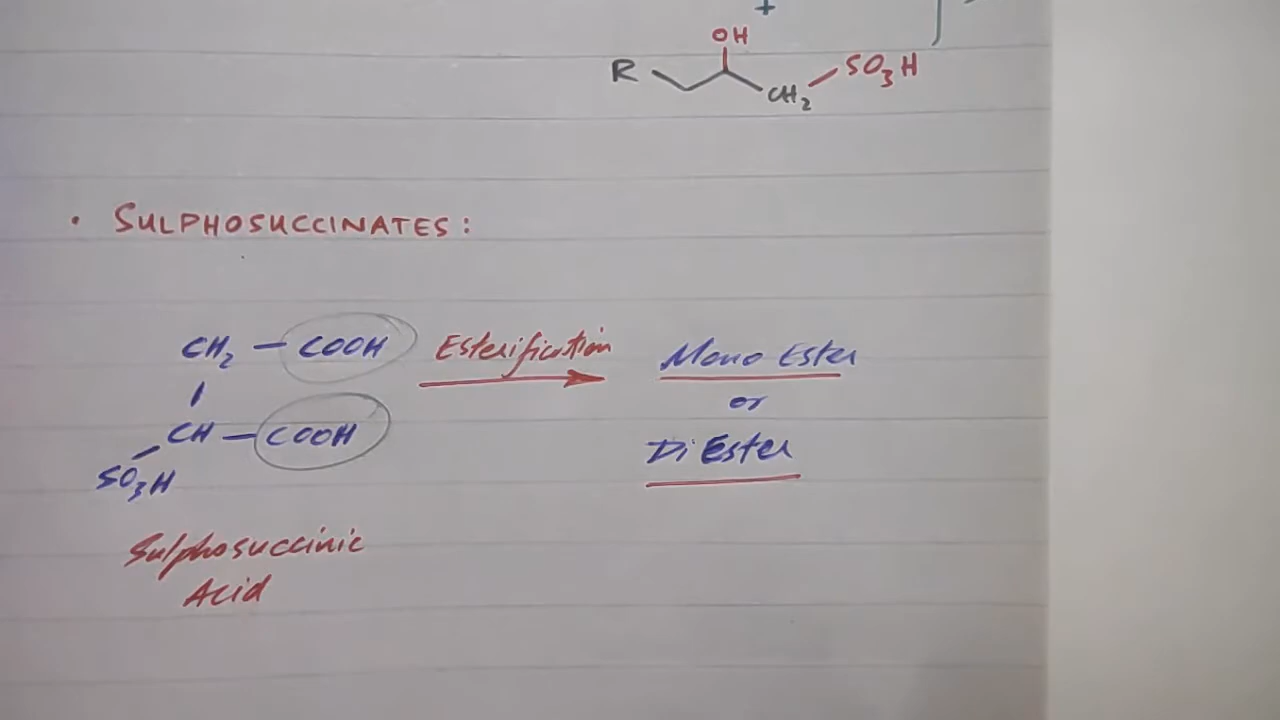 +
OH
R CH2 SO3H
• SULPHOSUCCINATES:
CH2 — COOH Esterification Mono Ester
or
CH — COOH Di Ester
SO3H
Sulphosuccinic
Acid